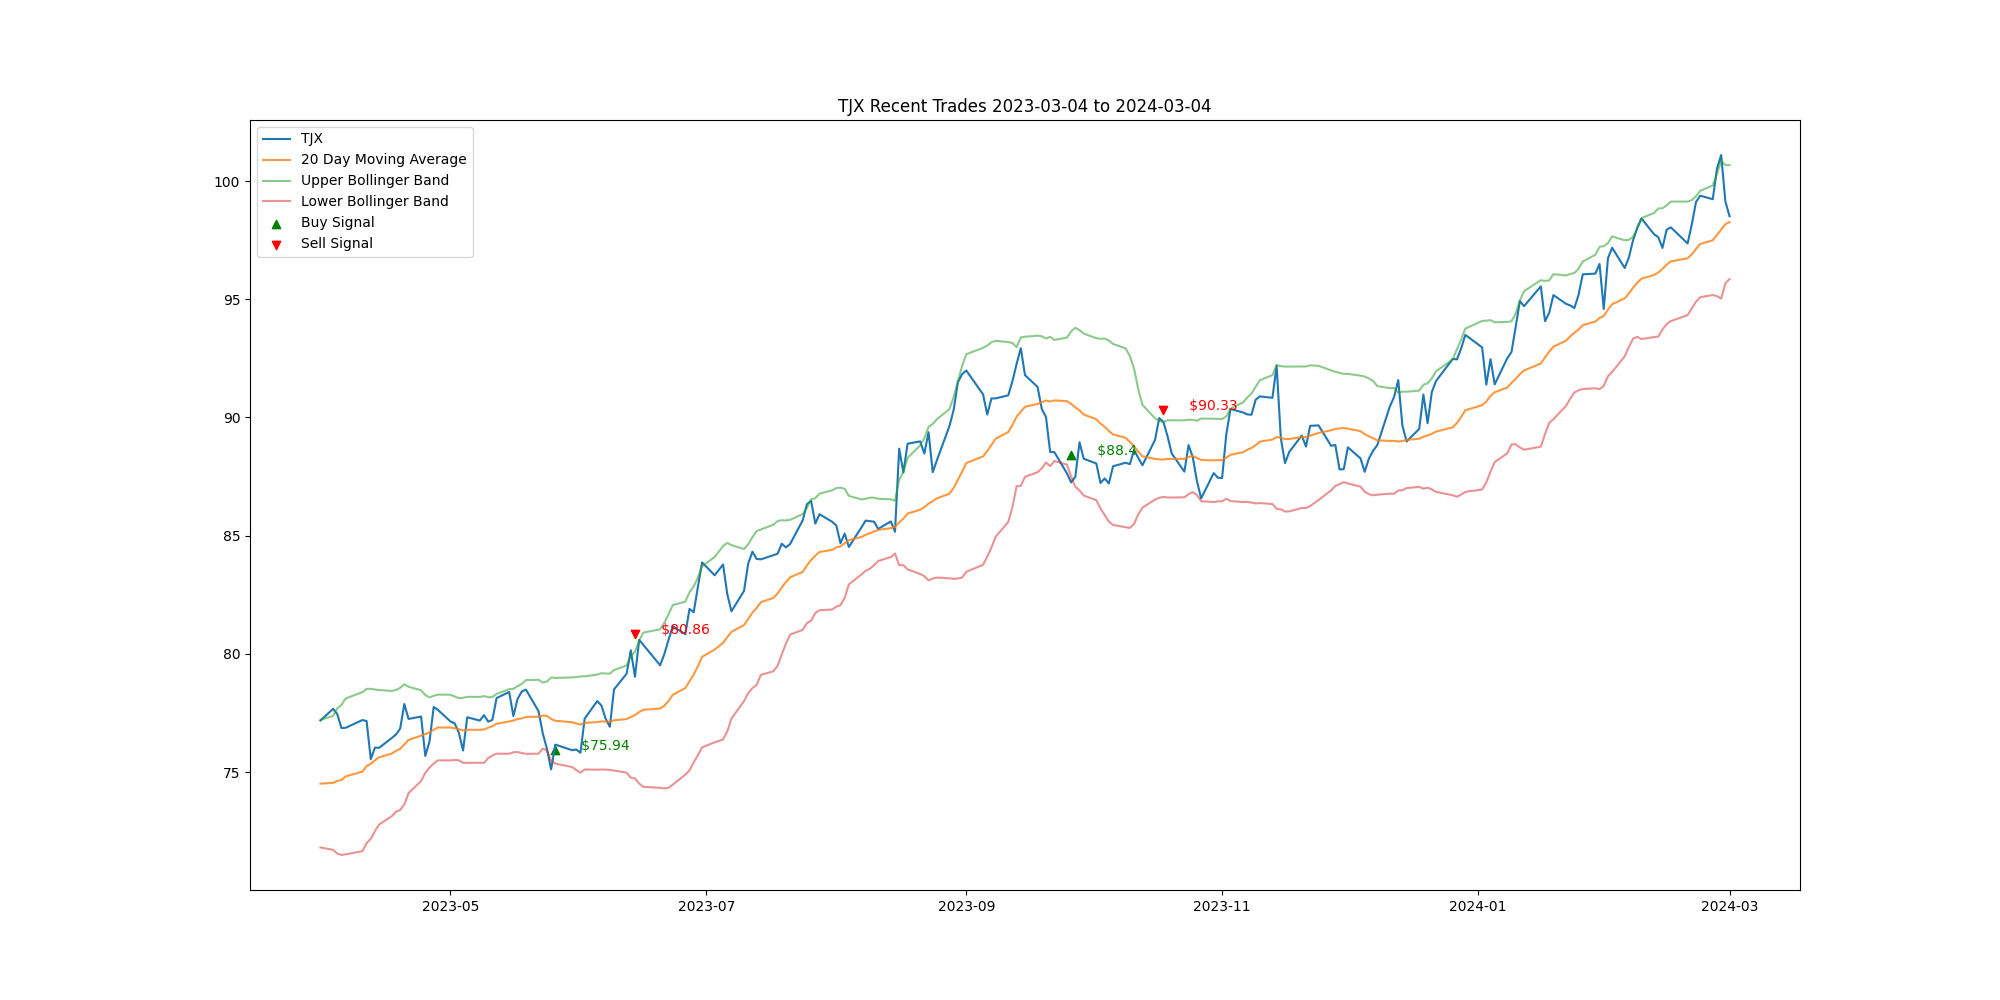 TJX Recent Trades 2023-03-04 to 2024-03-04
TJX
20 Day Moving Average
Upper Bollinger Band
Lower Bollinger Band
Buy Signal
Sell Signal
100
95
90
85
80
75
$90.33
$88.4
$80.86
$75.94
2023-05
2023-07
2023-09
2023-11
2024-01
2024-03